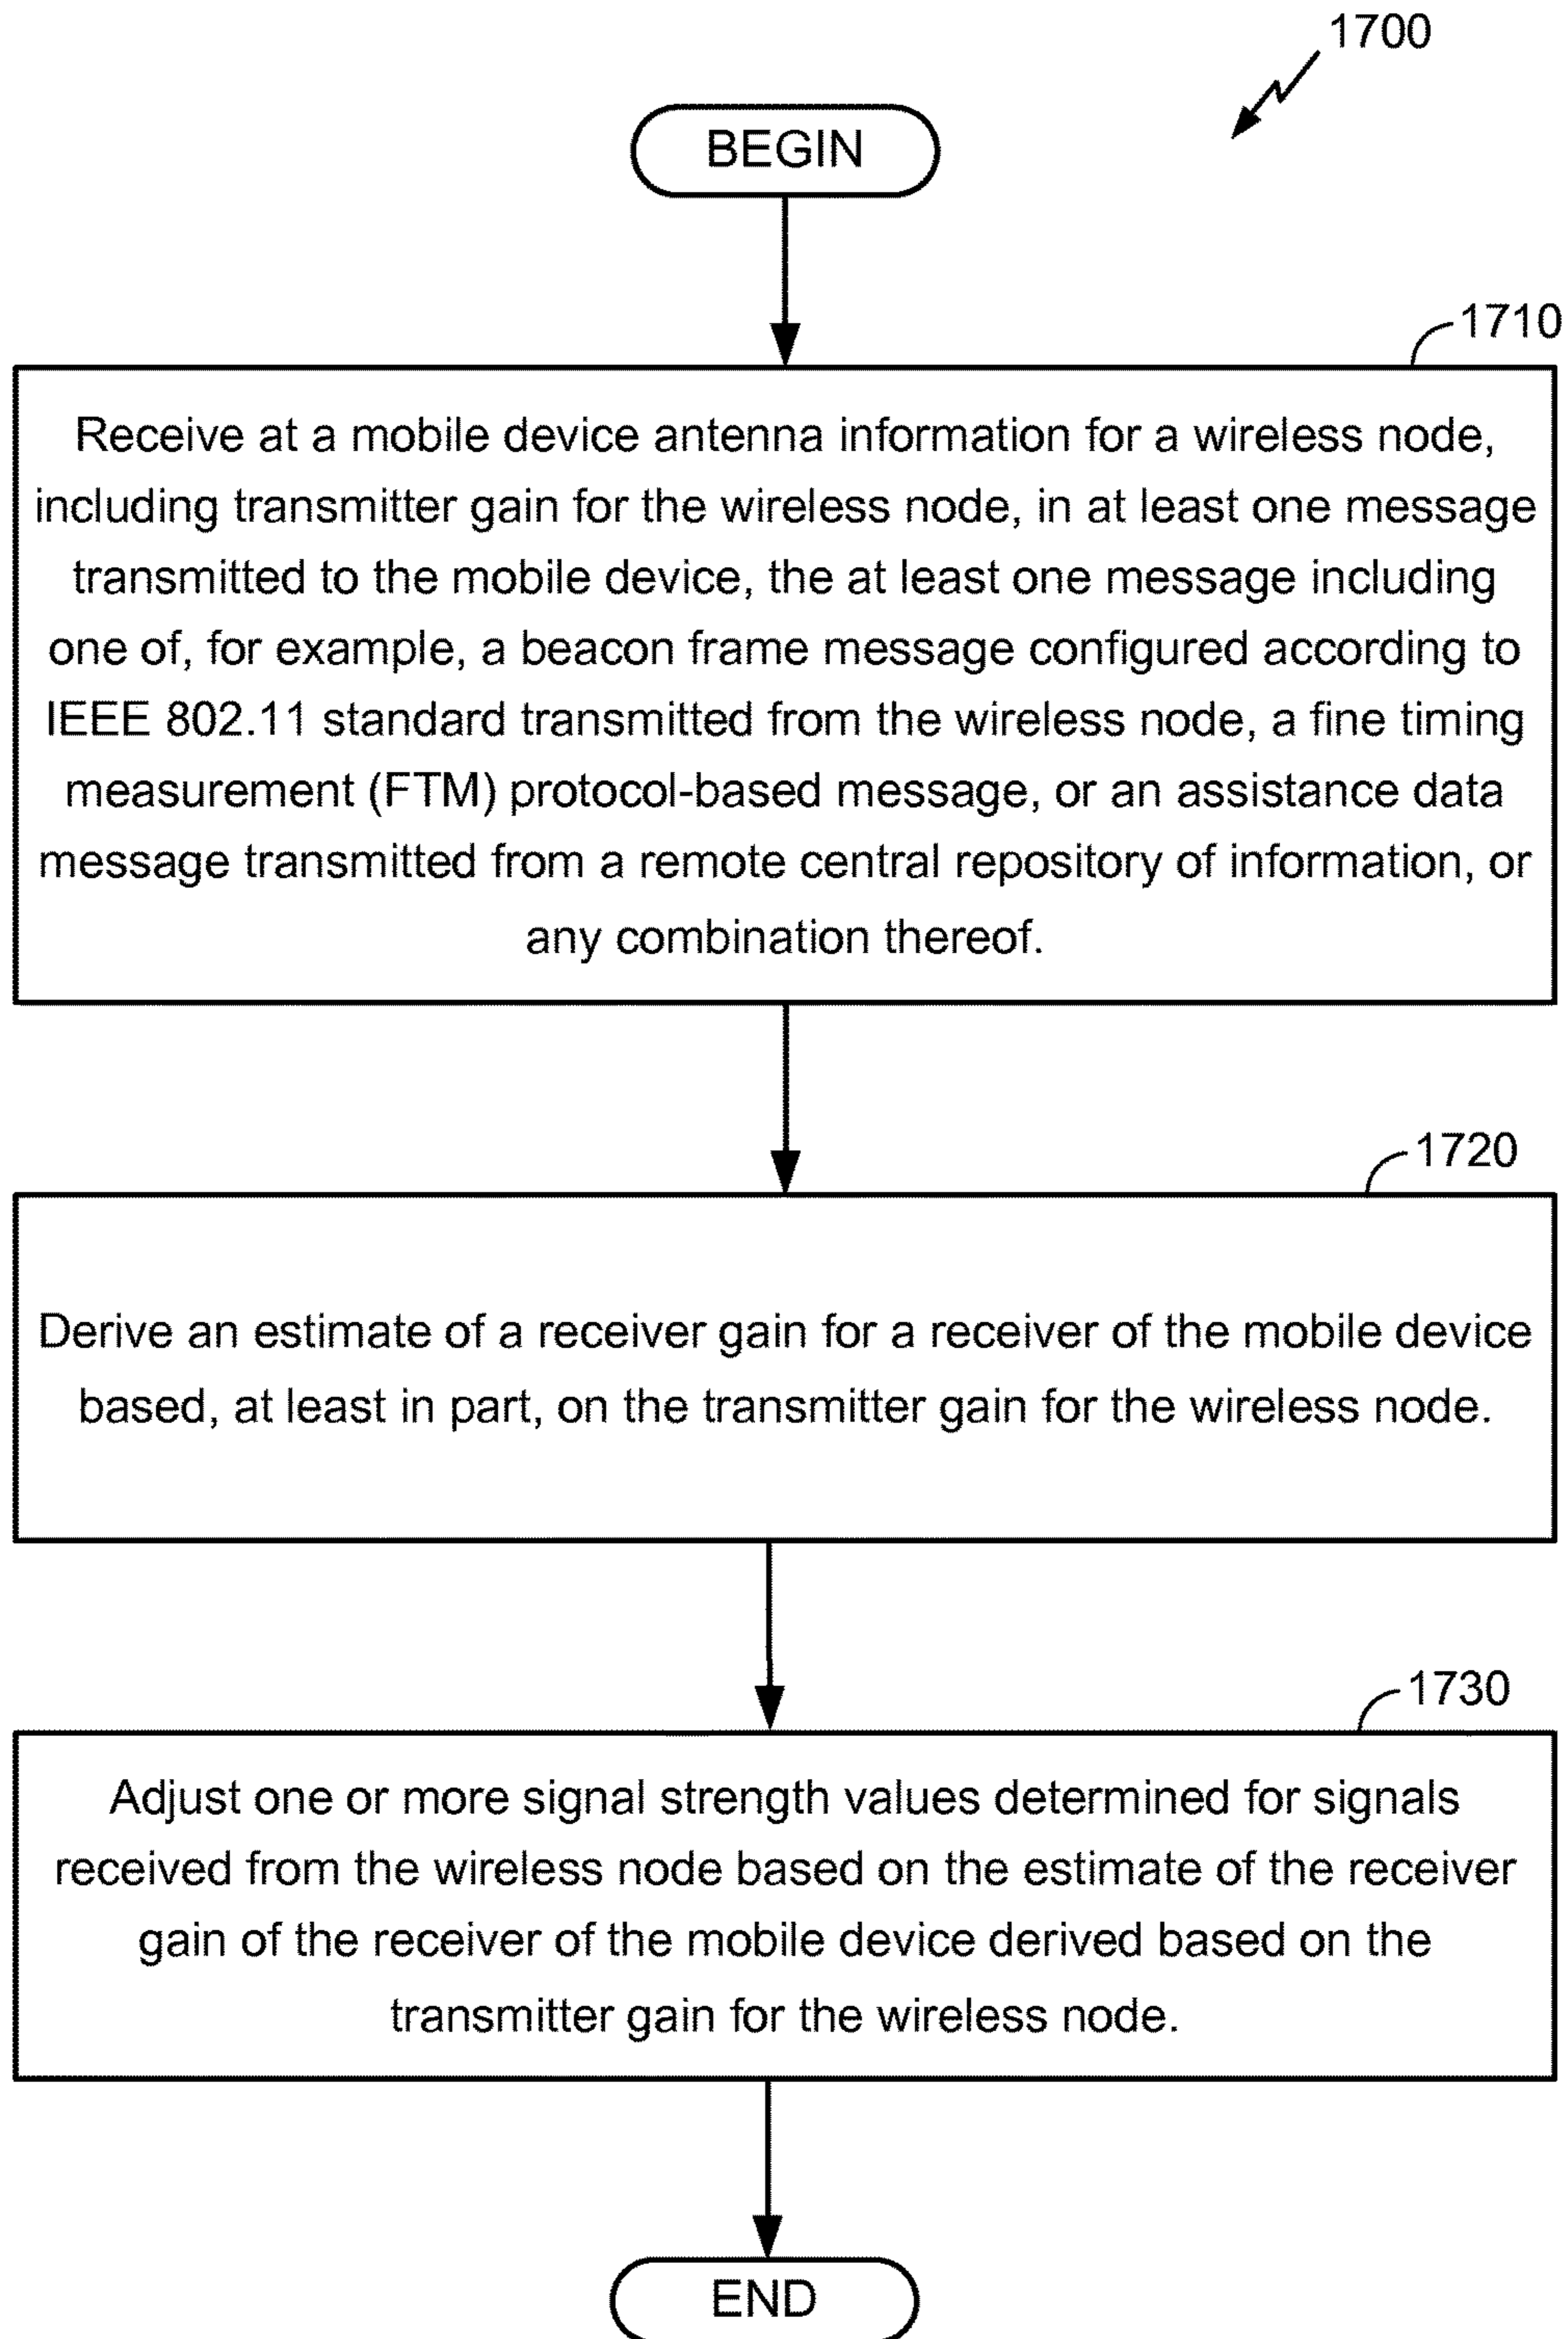 1700
BEGIN
1710
Receive at a mobile device antenna information for a wireless node,
including transmitter gain for the wireless node, in at least one message
transmitted to the mobile device, the at least one message including
one of, for example, a beacon frame message configured according to
IEEE 802.11 standard transmitted from the wireless node, a fine timing
measurement (FTM) protocol-based message, or an assistance data
message transmitted from a remote central repository of information, or
any combination thereof.
1720
Derive an estimate of a receiver gain for a receiver of the mobile device
based, at least in part, on the transmitter gain for the wireless node.
1730
Adjust one or more signal strength values determined for signals
received from the wireless node based on the estimate of the receiver
gain of the receiver of the mobile device derived based on the
transmitter gain for the wireless node.
END